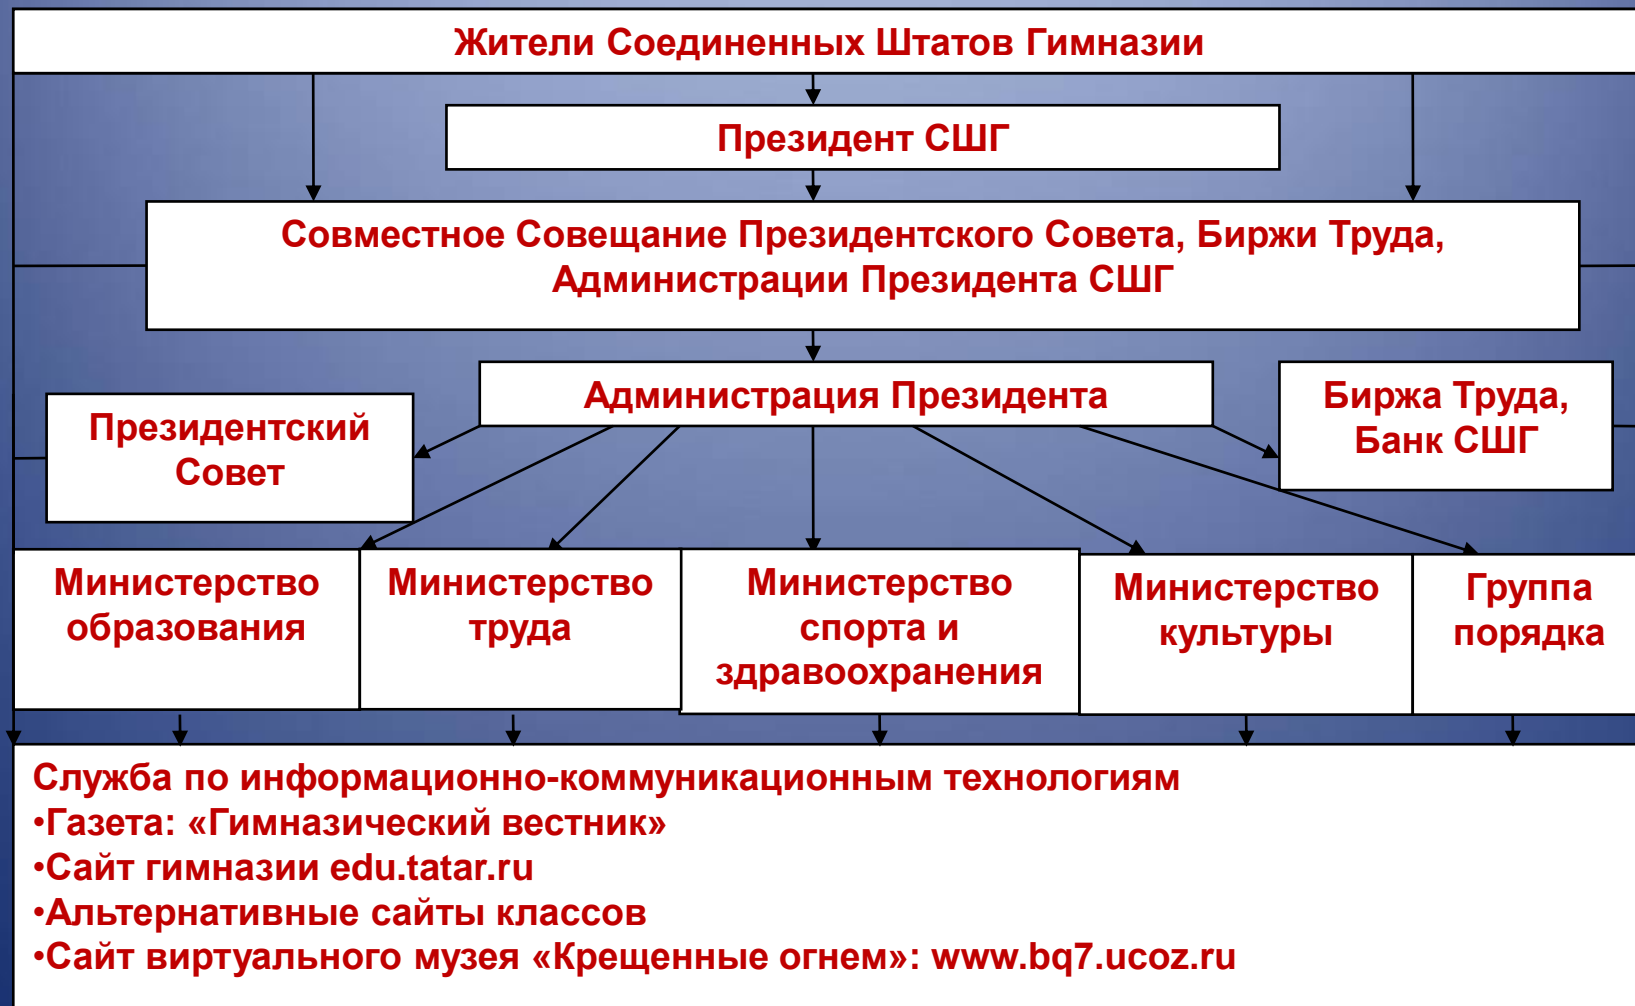 Жители Соединенных Штатов Гимназии
Президент СШГ
Совместное Совещание Президентского Совета, Биржи Труда,
Администрации Президента СШГ
Администрация Президента
Президентский
Совет
Биржа Труда,
Банк СШГ
Министерство
образования
Министерство
труда
Министерство
спорта и
здравоохранения
Министерство
культуры
Группа
порядка
Служба по информационно-коммуникационным технологиям
•Газета: «Гимназический вестник»
•Сайт гимназии edu.tatar.ru
•Альтернативные сайты классов
•Сайт виртуального музея «Крещенные огнем»: www.bq7.ucoz.ru